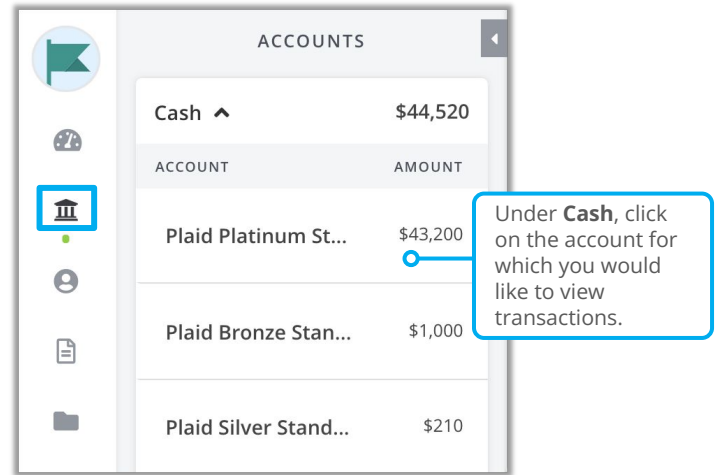 ACCOUNTS
Cash $44,520
ACCOUNT AMOUNT
Plaid Platinum St... $43,200
Plaid Bronze Stan... $1,000
Plaid Silver Stand... $210
Under Cash, click
on the account for
which you would
like to view
transactions.